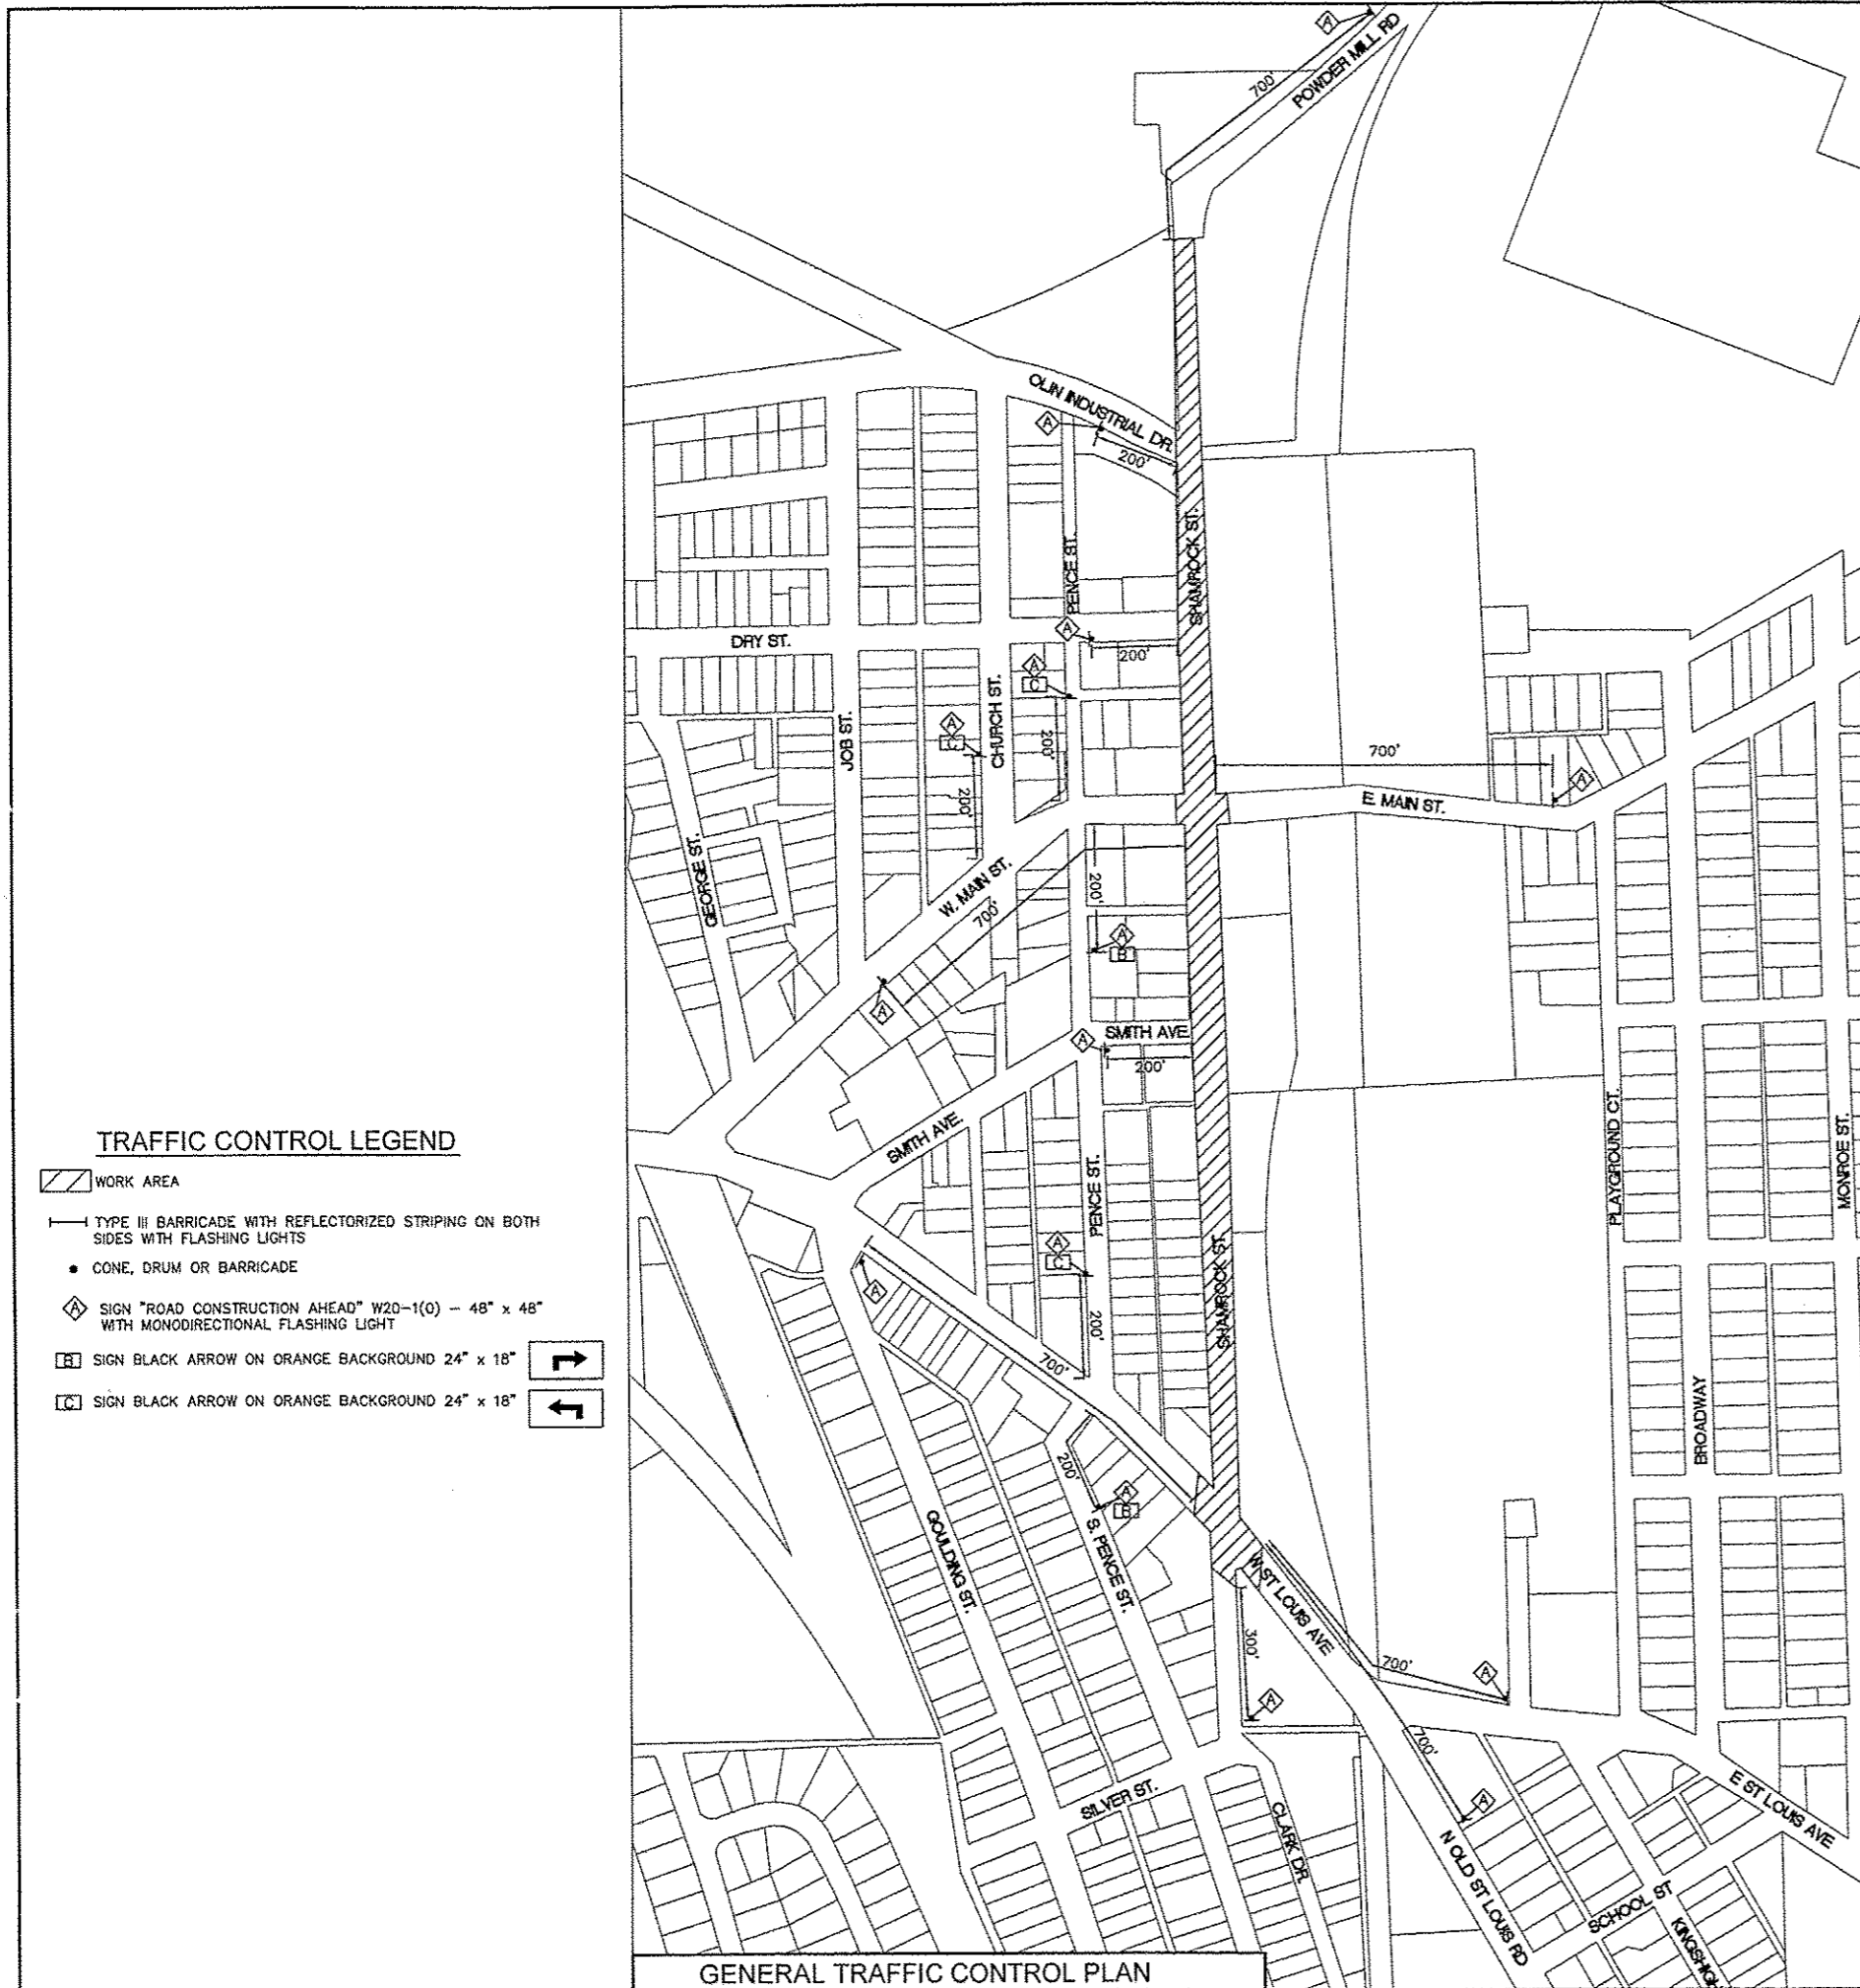 A
POWDER MILL RD
700'
OLIN INDUSTRIAL DR.
A
200'
SHAMROCK ST.
PENCE ST.
A
200'
DRY ST.
A
C
CHURCH ST.
200'
JOB ST.
A
C
200'
700'
A
E. MAIN ST.
GEORGE ST.
W. MAIN ST.
700'
200'
A
B
A
SMITH AVE.
A
200'
SMITH AVE.
PENCE ST.
PLAYGROUND CT.
MONROE ST.
TRAFFIC CONTROL LEGEND
WORK AREA
TYPE III BARRICADE WITH REFLECTORIZED STRIPING ON BOTH
SIDES WITH FLASHING LIGHTS
CONE, DRUM OR BARRICADE
A SIGN "ROAD CONSTRUCTION AHEAD" W20-1(O) - 48" x 48"
WITH MONODIRECTIONAL FLASHING LIGHT
B SIGN BLACK ARROW ON ORANGE BACKGROUND 24" x 18"
C SIGN BLACK ARROW ON ORANGE BACKGROUND 24" x 18"
A
C
200'
SHAMROCK ST.
A
700'
200'
A
B
BROADWAY
GOULDING ST.
S. PENCE ST.
W ST LOUIS AVE
300'
A
700'
A
700'
A
SILVER ST.
CLARK DR.
E ST LOUIS AVE
N OLD ST LOUIS RD
SCHOOL ST
GENERAL TRAFFIC CONTROL PLAN